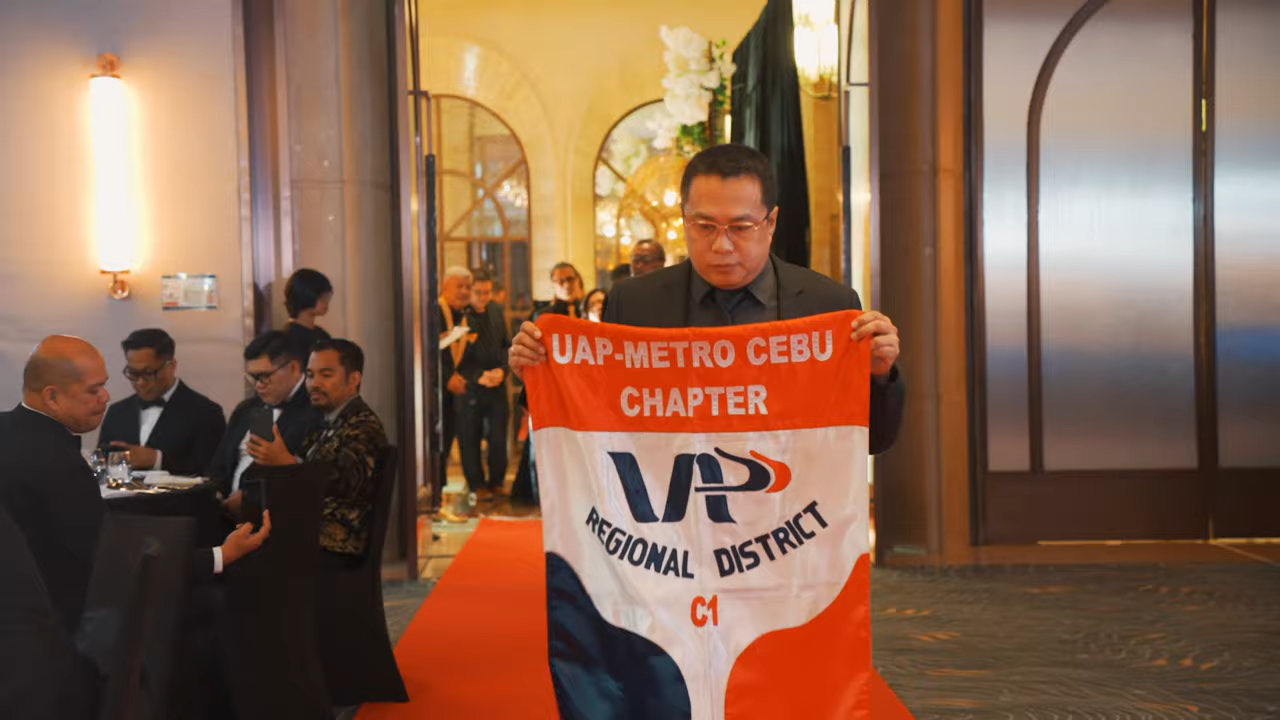 UAP-METRO CEBU
CHAPTER
UAP
REGIONAL DISTRICT
C1